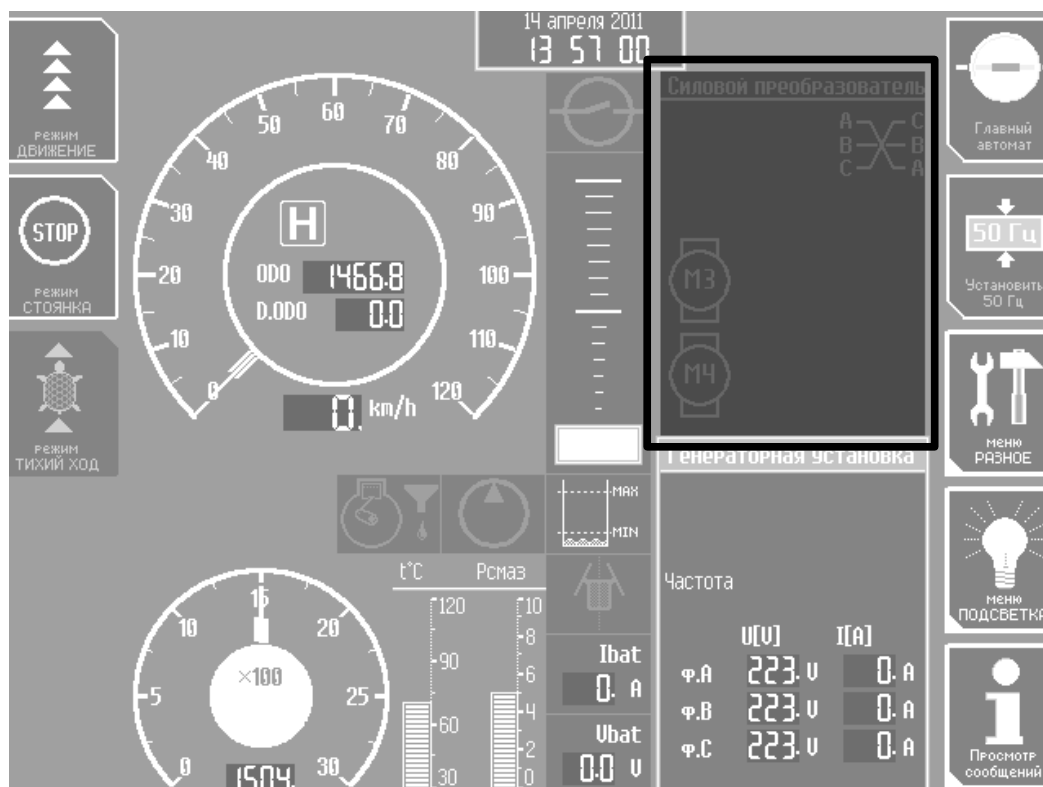 14 апреля 2011
13 57 00
режим
ДВИЖЕНИЕ
STOP
режим
СТОЯНКА
режим
ТИХИЙ ХОД
0
10
20
30
40
50
60
70
80
90
100
110
120
H
ODO 1466.8
D.ODO 0.0
0. km/h
Силовой преобразователь
A C
B B
C A
М3
М4
Генераторная установка
Частота
U[V] I[A]
φ.A 223. V 0. A
φ.B 223. V 0. A
φ.C 223. V 0. A
MAX
MIN
t°C Рсмаз
120
90
60
30
10
8
6
4
2
0
Ibat
0. A
Vbat
0.0 V
0
5
10
15
20
25
30
×100
1504.
Главный
автомат
50 Гц
Установить
50 Гц
меню
РАЗНОЕ
меню
ПОДСВЕТКА
Просмотр
сообщений